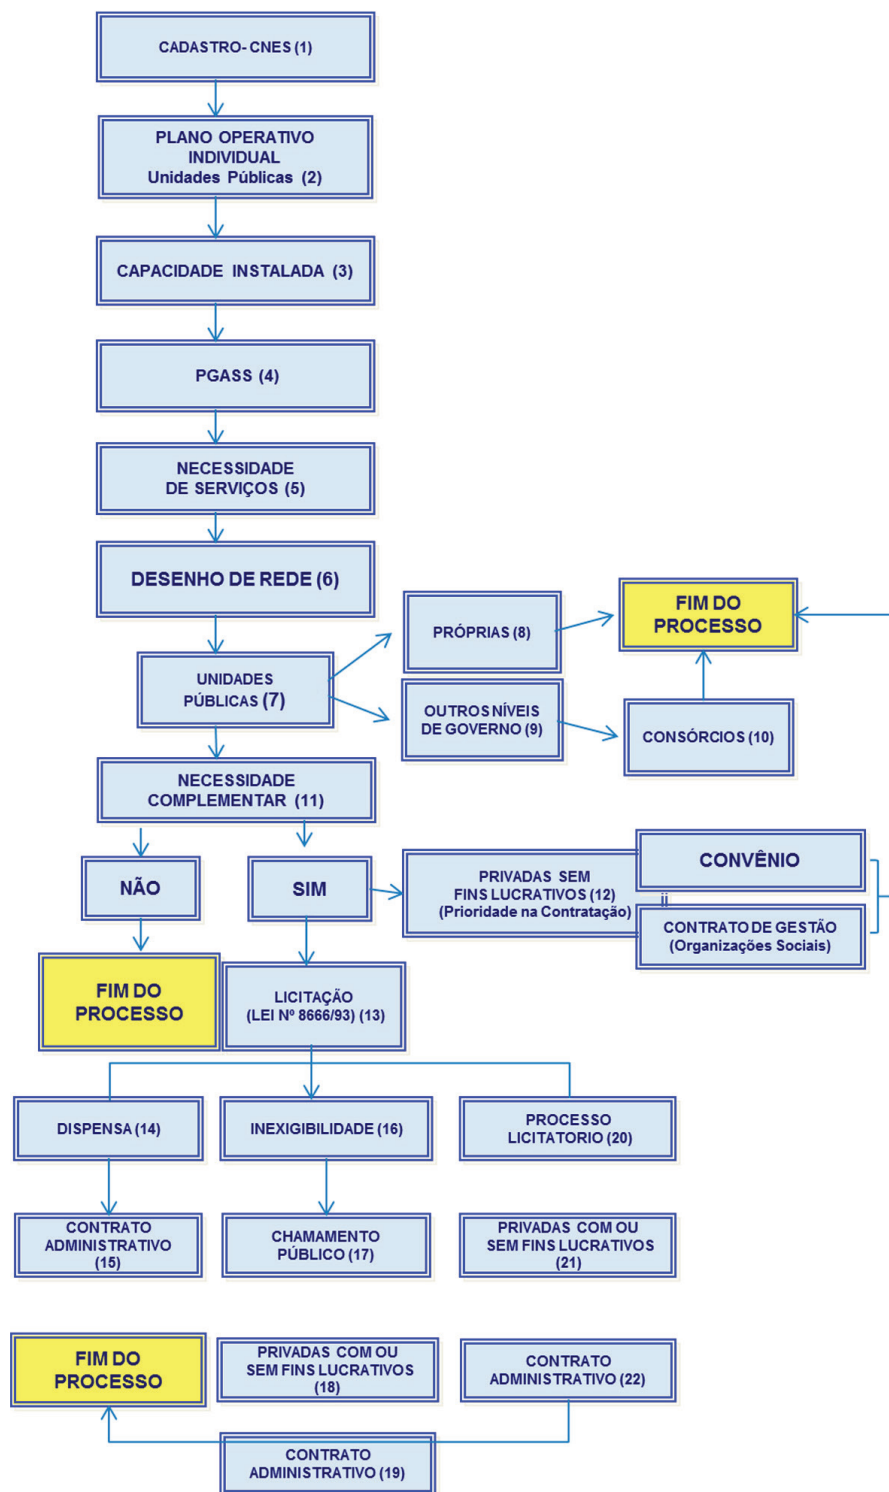 CADASTRO- CNES (1)
PLANO OPERATIVO
INDIVIDUAL
Unidades Públicas (2)
CAPACIDADE INSTALADA (3)
PGASS (4)
NECESSIDADE
DE SERVIÇOS (5)
DESENHO DE REDE (6)
UNIDADES
PÚBLICAS (7)
PRÓPRIAS (8)
FIM DO
PROCESSO
OUTROS NÍVEIS
DE GOVERNO (9)
CONSÓRCIOS (10)
NECESSIDADE
COMPLEMENTAR (11)
NÃO
SIM
PRIVADAS SEM
FINS LUCRATIVOS (12)
(Prioridade na Contratação)
ii
CONVÊNIO
CONTRATO DE GESTÃO
(Organizações Sociais)
FIM DO
PROCESSO
LICITAÇÃO
(LEI Nº 8666/93) (13)
DISPENSA (14)
INEXIGIBILIDADE (16)
PROCESSO
LICITATORIO (20)
CONTRATO
ADMINISTRATIVO
(15)
CHAMAMENTO
PÚBLICO (17)
PRIVADAS COM OU
SEM FINS LUCRATIVOS
(21)
FIM DO
PROCESSO
PRIVADAS COM OU
SEM FINS LUCRATIVOS
(18)
CONTRATO
ADMINISTRATIVO (22)
CONTRATO
ADMINISTRATIVO (19)